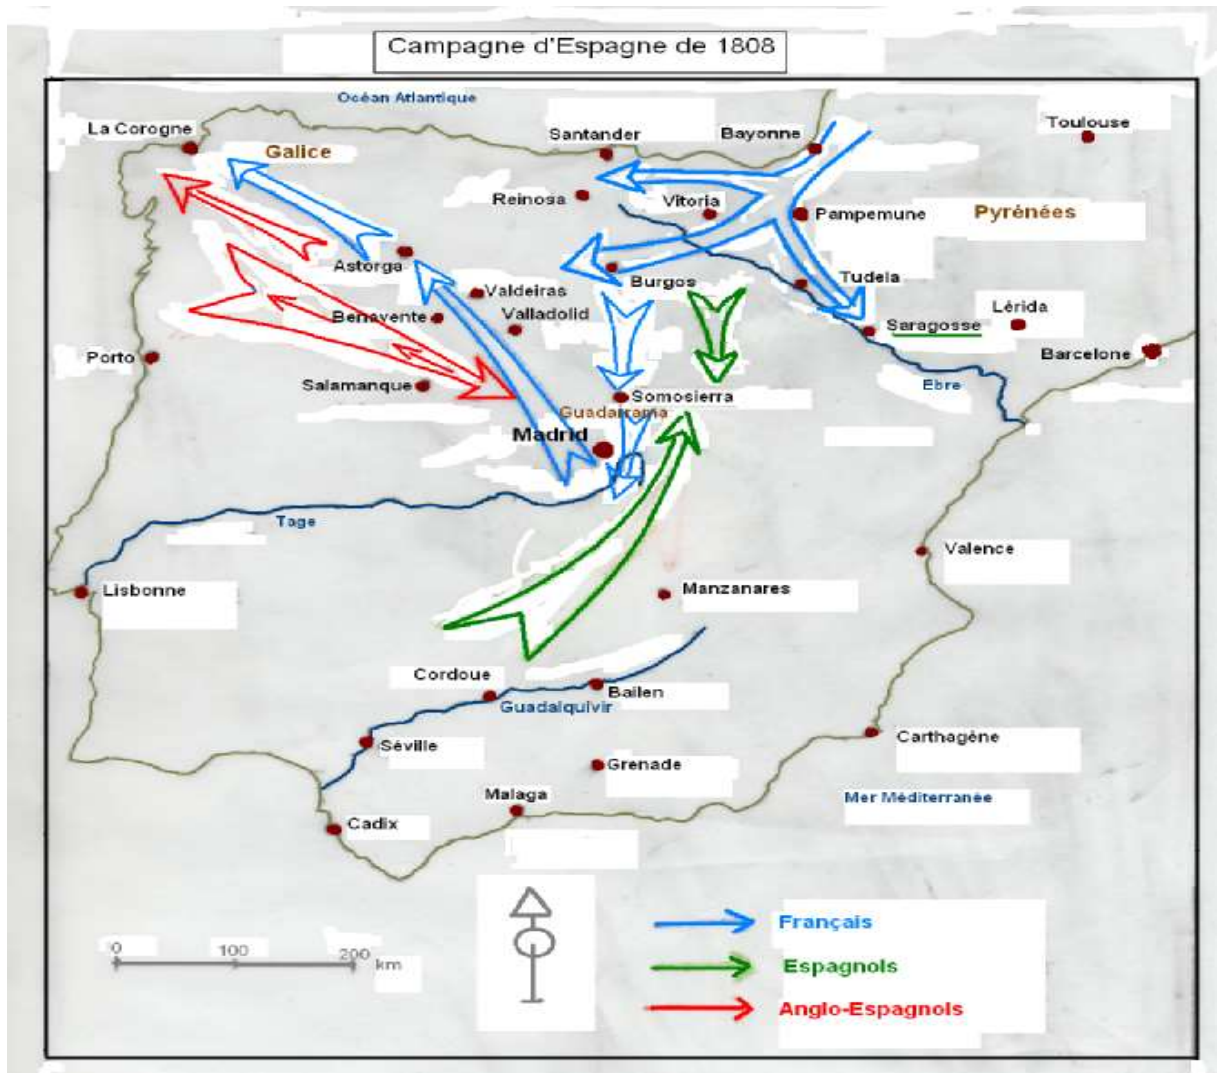 Campagne d'Espagne de 1808
Océan Atlantique
La Corogne
Santander
Bayonne
Toulouse
Galice
Reinosa
Vitoria
Pampemune
Pyrénées
Astorga
Burgos
Tudela
Valdeiras
Benavente
Valladolid
Saragosse
Lérida
Porto
Barcelone
Salamanque
Ebre
Somosierra
Guadarrama
Madrid
Tage
Valence
Lisbonne
Manzanares
Cordoue
Bailen
Guadalquivir
Séville
Carthagène
Grenade
Malaga
Mer Méditerranée
Cadix
Français
0 100 200 km
Espagnols
Anglo-Espagnols